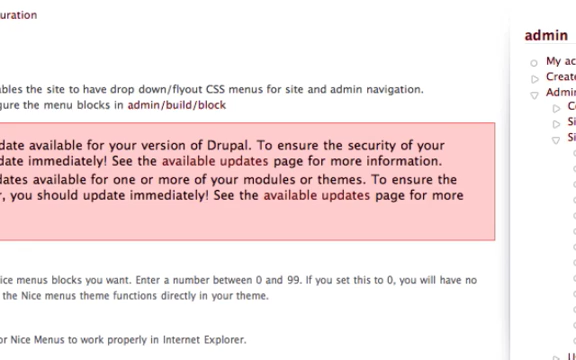 uration
admin
My ac
Create
Admin
ables the site to have drop down/flyout CSS menus for site and admin navigation.
gure the menu blocks in admin/build/block
date available for your version of Drupal. To ensure the security of your
date immediately! See the available updates page for more information.
dates available for one or more of your modules or themes. To ensure the
r, you should update immediately! See the available updates page for more
ice menus blocks you want. Enter a number between 0 and 99. If you set this to 0, you will have no
the Nice menus theme functions directly in your theme.
or Nice Menus to work properly in Internet Explorer.
C
Si
Si